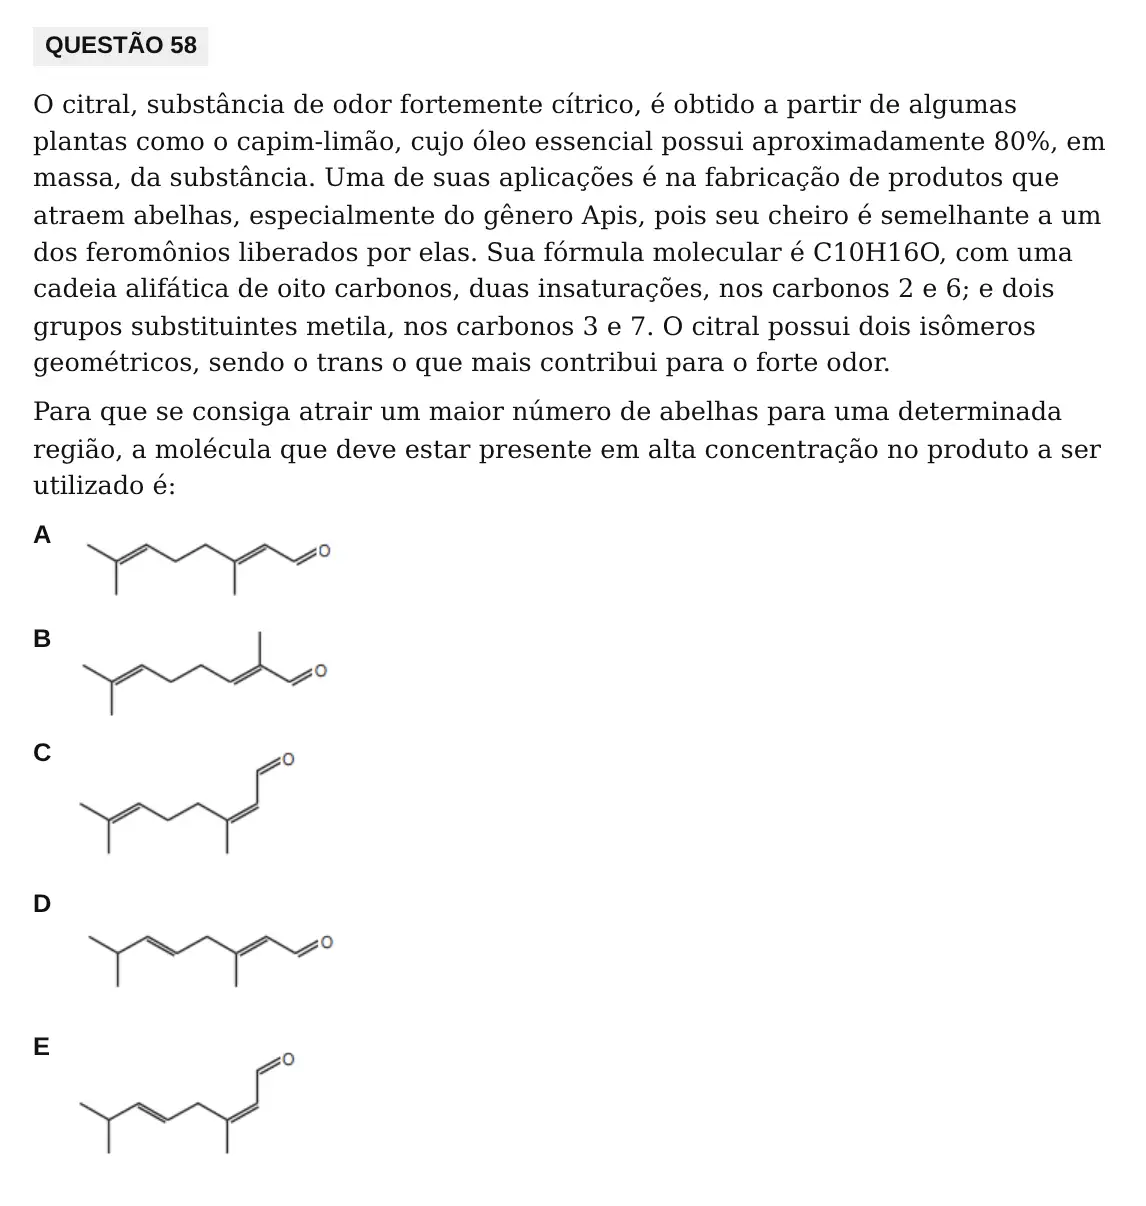 QUESTÃO 58
O citral, substância de odor fortemente cítrico, é obtido a partir de algumas
plantas como o capim-limão, cujo óleo essencial possui aproximadamente 80%, em
massa, da substância. Uma de suas aplicações é na fabricação de produtos que
atraem abelhas, especialmente do gênero Apis, pois seu cheiro é semelhante a um
dos feromônios liberados por elas. Sua fórmula molecular é C10H16O, com uma
cadeia alifática de oito carbonos, duas insaturações, nos carbonos 2 e 6; e dois
grupos substituintes metila, nos carbonos 3 e 7. O citral possui dois isômeros
geométricos, sendo o trans o que mais contribui para o forte odor.
Para que se consiga atrair um maior número de abelhas para uma determinada
região, a molécula que deve estar presente em alta concentração no produto a ser
utilizado é:
A
O
B
O
C
O
D
O
E
O